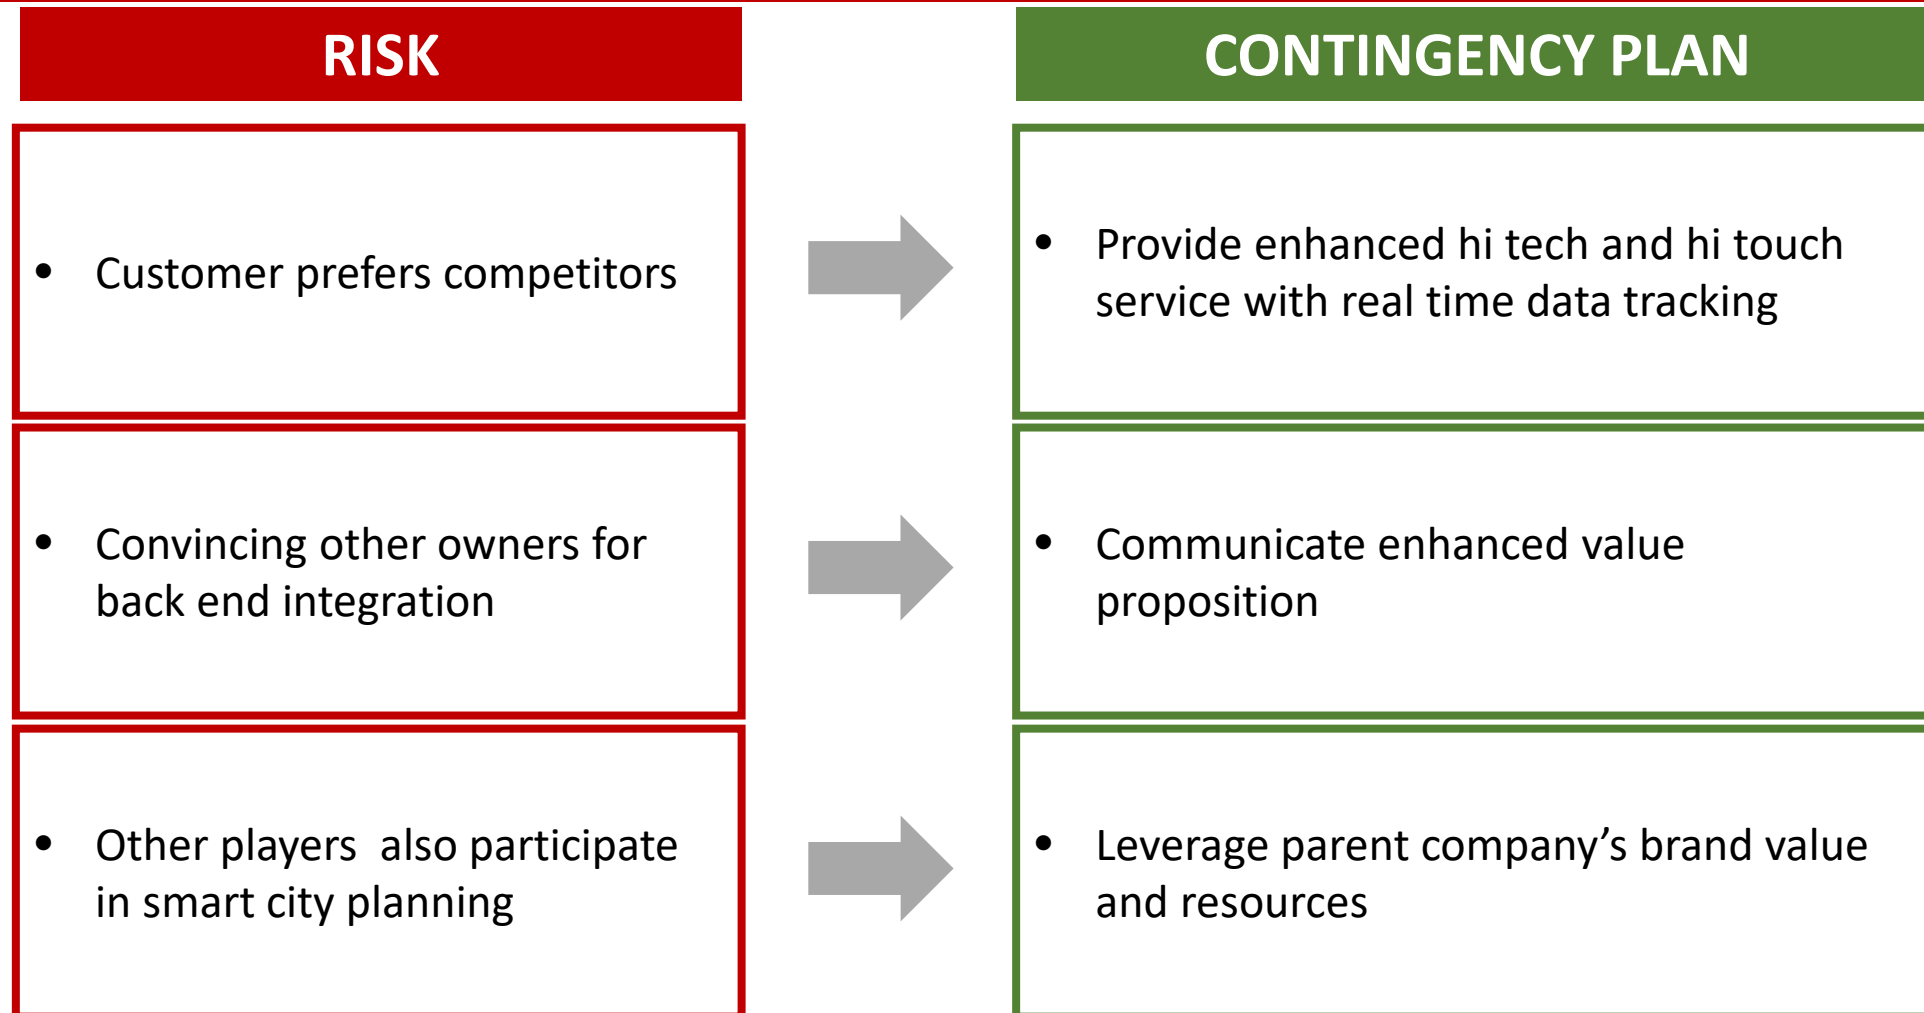 RISK
CONTINGENCY PLAN
• Customer prefers competitors
• Provide enhanced hi tech and hi touch
service with real time data tracking
• Convincing other owners for
back end integration
• Communicate enhanced value
proposition
• Other players  also participate
in smart city planning
• Leverage parent company’s brand value
and resources